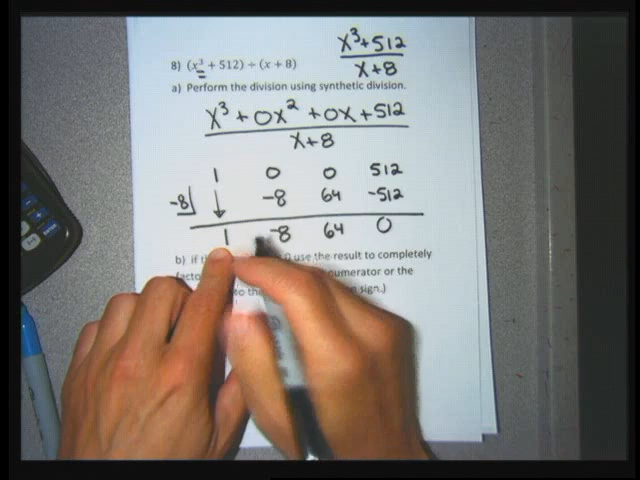 x³+512
8) (x³ + 512) ÷ (x + 8)
x+8
a) Perform the division using synthetic division.
x³ + 0x² + 0x + 512
x+8
1 0 0 512
-8 -8 64 -512
1 -8 64 0
b) if use the result to completely
numerator or the
sign.)